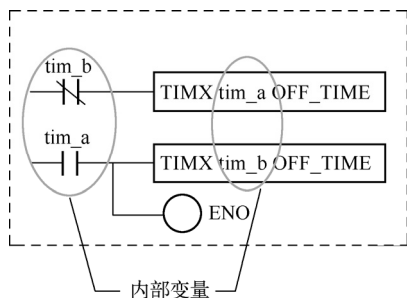 tim_b
TIMX tim_a OFF_TIME
tim_a
TIMX tim_b OFF_TIME
ENO
内部变量